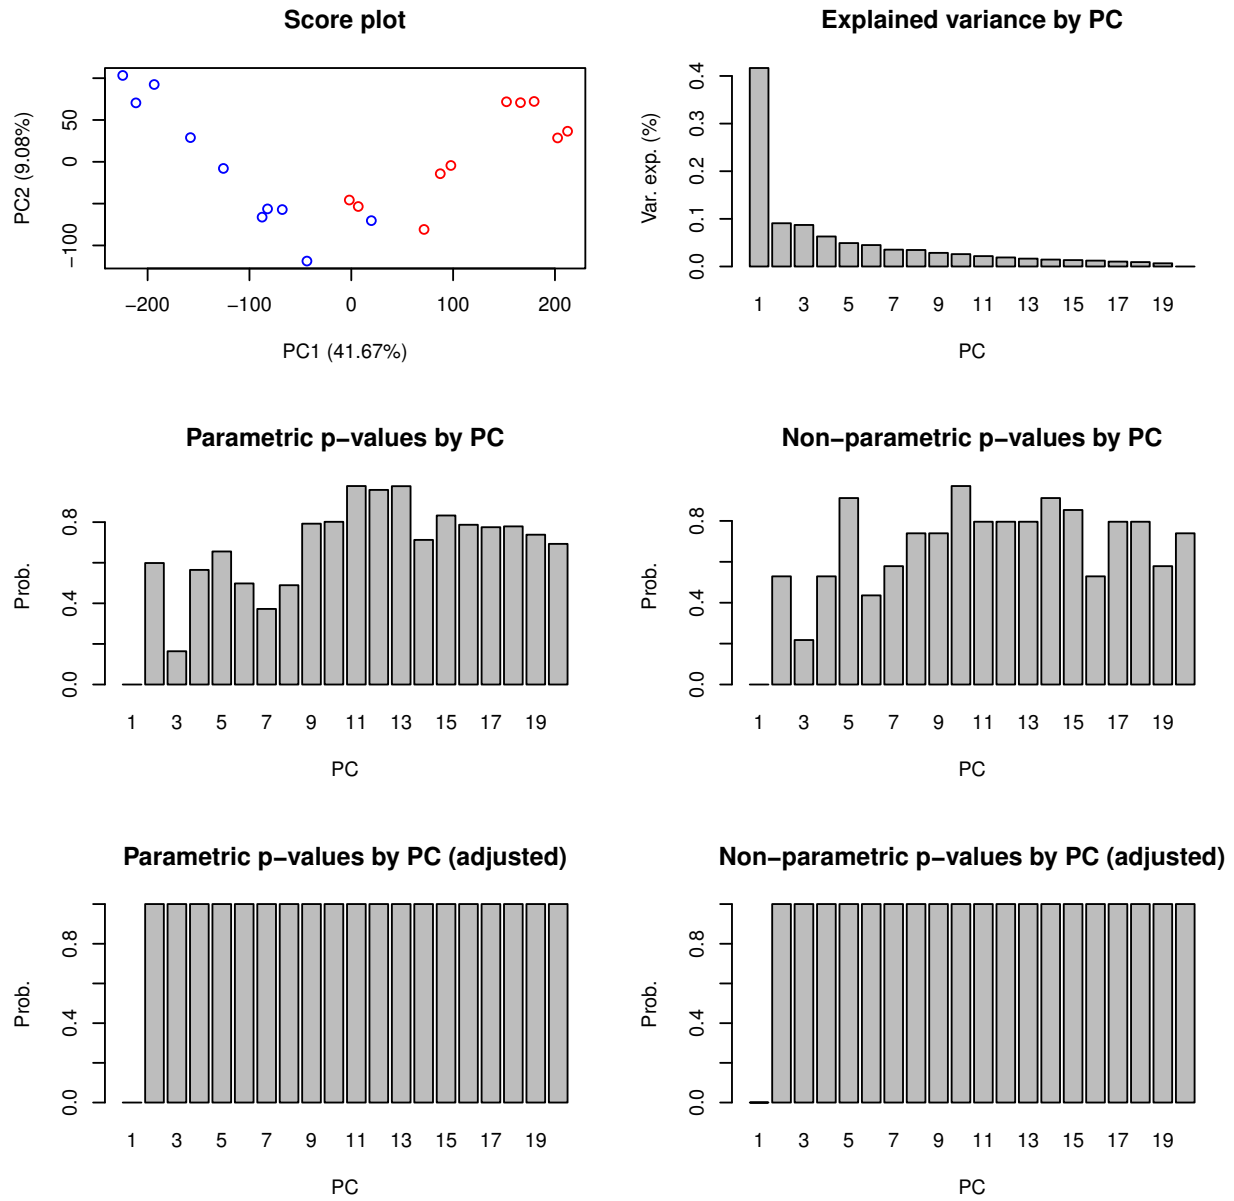 Score plot
PC2 (9.08%)
50
0
−100
−200 −100 0 100 200
PC1 (41.67%)
Explained variance by PC
Var. exp. (%)
0.4
0.3
0.2
0.1
0.0
1 3 5 7 9 11 13 15 17 19
PC
Parametric p−values by PC
Prob.
0.8
0.4
0.0
1 3 5 7 9 11 13 15 17 19
PC
Non−parametric p−values by PC
Prob.
0.8
0.4
0.0
1 3 5 7 9 11 13 15 17 19
PC
Parametric p−values by PC (adjusted)
Prob.
0.8
0.4
0.0
1 3 5 7 9 11 13 15 17 19
PC
Non−parametric p−values by PC (adjusted)
Prob.
0.8
0.4
0.0
1 3 5 7 9 11 13 15 17 19
PC